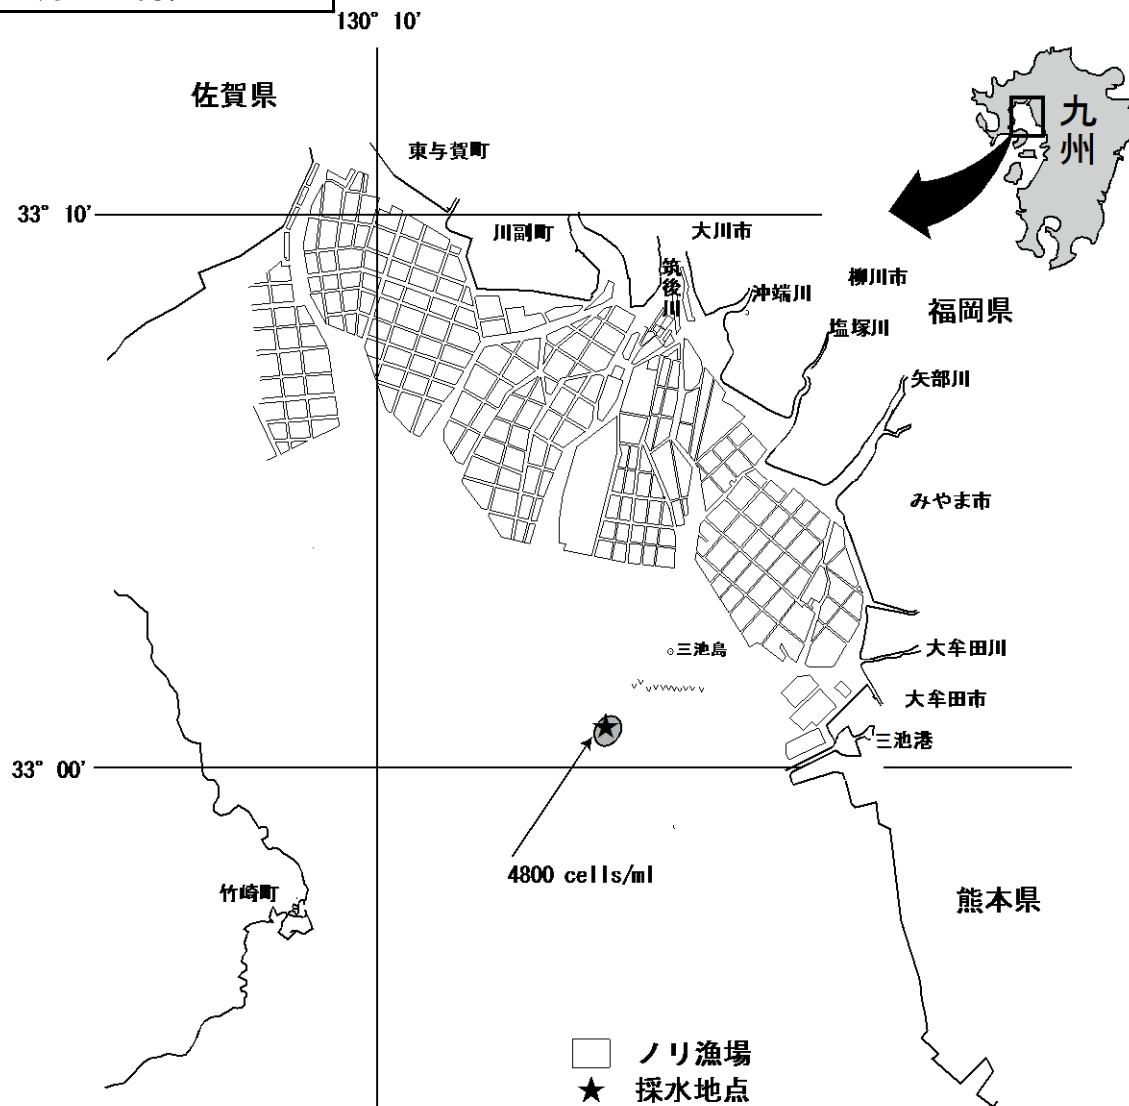 130° 10'
佐賀県
九
州
東与賀町
33° 10'
川副町
大川市
筑後川
沖端川
柳川市
福岡県
塩塚川
矢部川
みやま市
三池島
大牟田川
大牟田市
三池港
33° 00'
4800 cells/ml
竹崎町
熊本県
ノリ漁場
採水地点